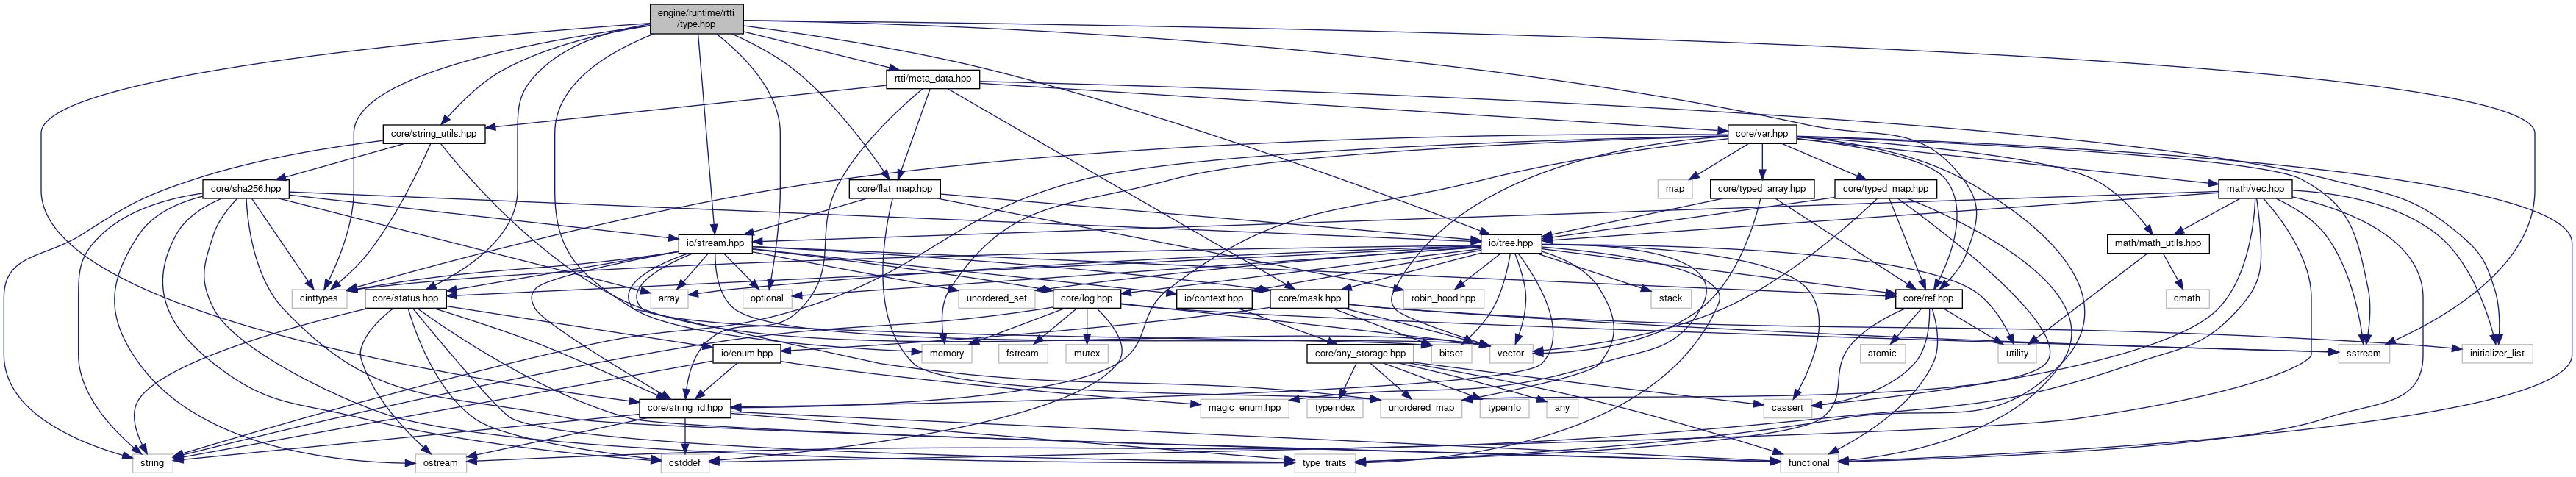 engine/runtime/rtti
/type.hpp
rtti/meta_data.hpp
core/string_utils.hpp
core/var.hpp
core/sha256.hpp
core/flat_map.hpp
map
core/typed_array.hpp
core/typed_map.hpp
math/vec.hpp
io/stream.hpp
io/tree.hpp
math/math_utils.hpp
cinttypes
core/status.hpp
array
optional
unordered_set
core/log.hpp
io/context.hpp
core/mask.hpp
robin_hood.hpp
stack
core/ref.hpp
cmath
io/enum.hpp
memory
fstream
mutex
core/any_storage.hpp
bitset
vector
atomic
utility
sstream
initializer_list
core/string_id.hpp
magic_enum.hpp
typeindex
unordered_map
typeinfo
any
cassert
string
ostream
cstddef
type_traits
functional